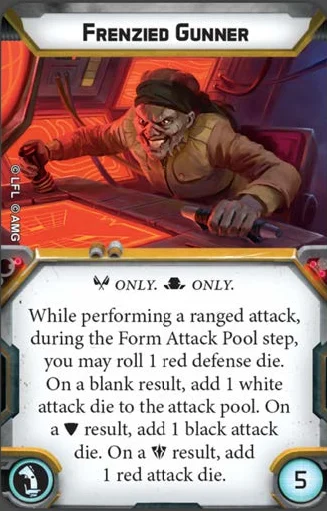 FRENZIED GUNNER
©LFL ©AMG
ONLY. ONLY.
While performing a ranged attack,
during the Form Attack Pool step,
you may roll 1 red defense die.
On a blank result, add 1 white
attack die to the attack pool. On
a result, add 1 black attack
die. On a result, add
1 red attack die.
5